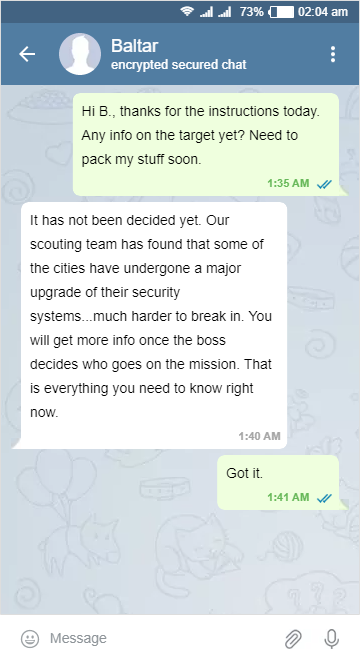 73% 02:04 am
Baltar
encrypted secured chat
Hi B., thanks for the instructions today.
Any info on the target yet? Need to
pack my stuff soon.
1:35 AM
It has not been decided yet. Our
scouting team has found that some of
the cities have undergone a major
upgrade of their security
systems...much harder to break in. You
will get more info once the boss
decides who goes on the mission. That
is everything you need to know right
now.
1:40 AM
Got it.
1:41 AM
? ? ?
Message